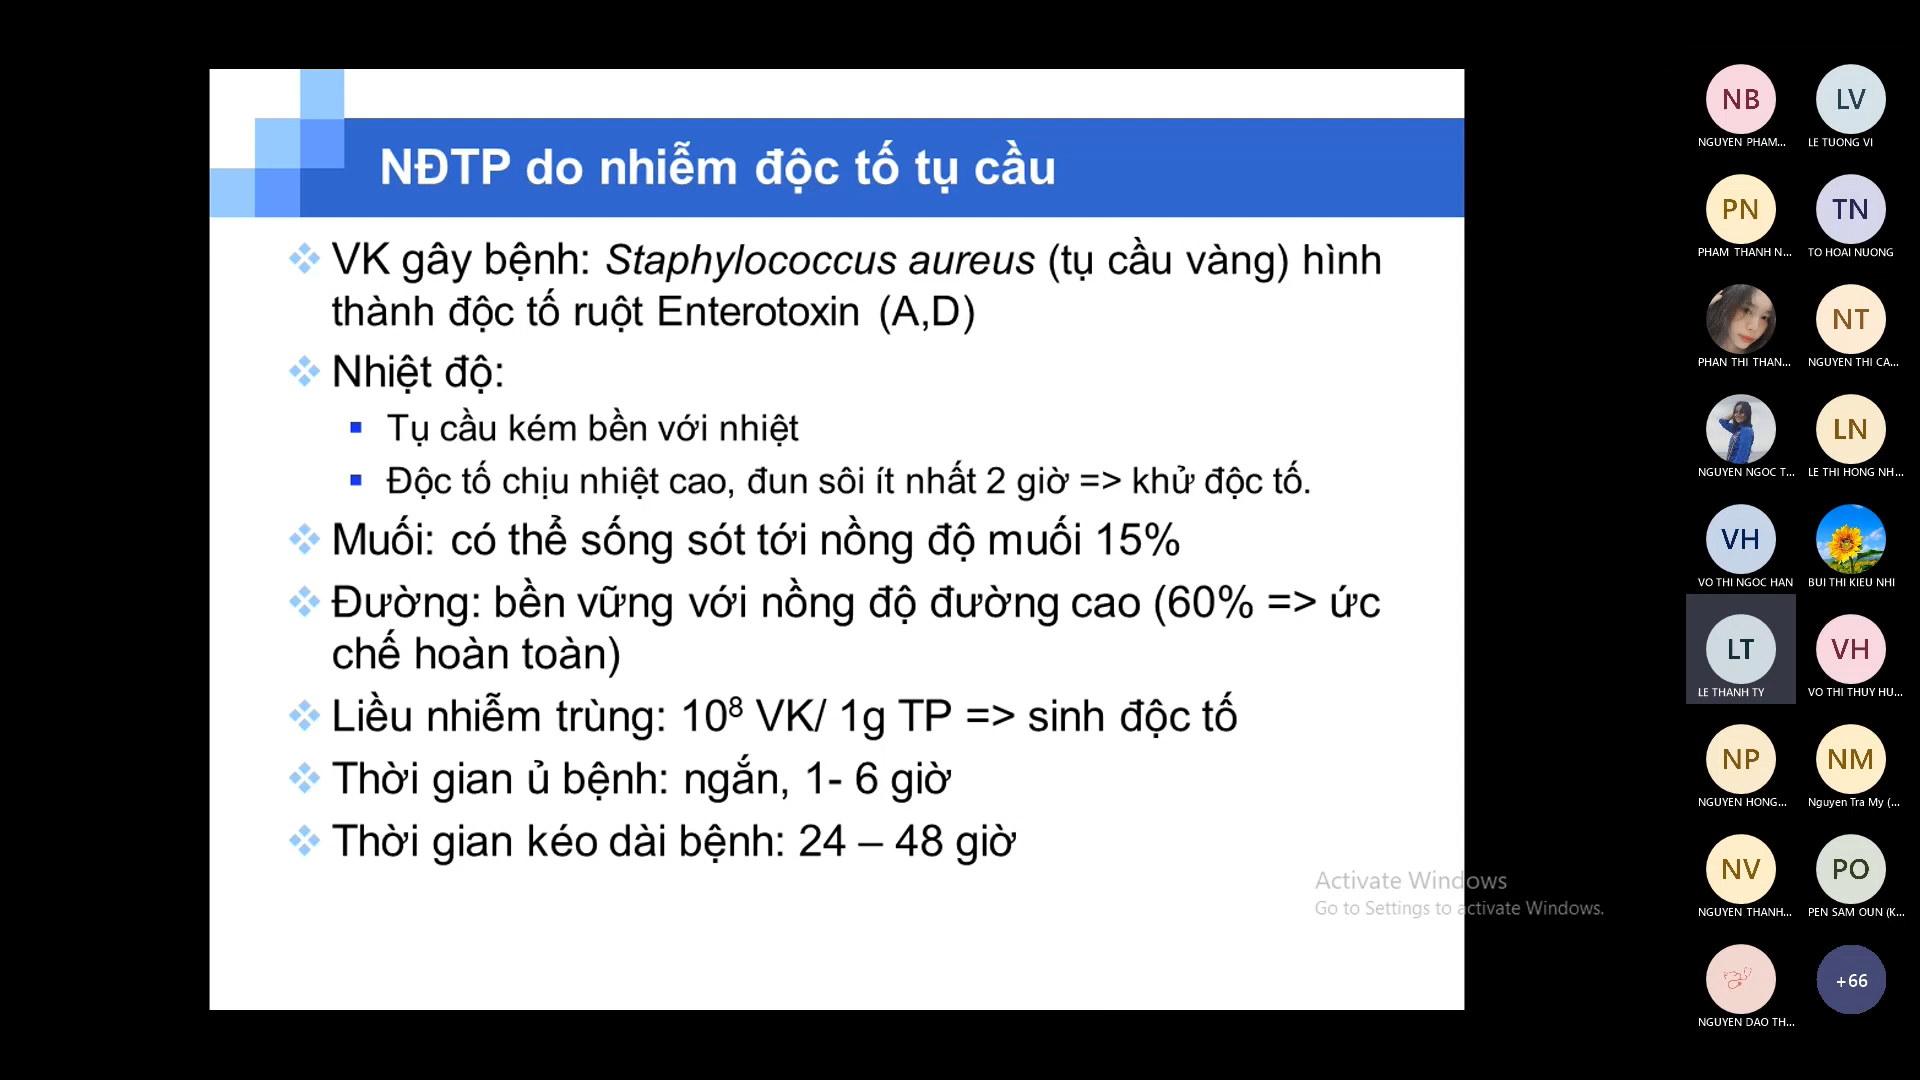 NĐTP do nhiễm độc tố tụ cầu
VK gây bệnh: Staphylococcus aureus (tụ cầu vàng) hình
thành độc tố ruột Enterotoxin (A,D)
Nhiệt độ:
Tụ cầu kém bền với nhiệt
Độc tố chịu nhiệt cao, đun sôi ít nhất 2 giờ => khử độc tố.
Muối: có thể sống sót tới nồng độ muối 15%
Đường: bền vững với nồng độ đường cao (60% => ức
chế hoàn toàn)
Liều nhiễm trùng: 10⁸ VK/ 1g TP => sinh độc tố
Thời gian ủ bệnh: ngắn, 1- 6 giờ
Thời gian kéo dài bệnh: 24 – 48 giờ
Activate Windows
Go to Settings to activate Windows.
NB LV
NGUYEN PHAM... LE TUONG VI
PN TN
PHAM THANH N... TO HOAI NUONG
NT
PHAN THI THAN... NGUYEN THI CA...
LN
NGUYEN NGOC T... LE THI HONG NH...
VH
VO THI NGOC HAN BUI THI KIEU NHI
LT VH
LE THANH TY VO THI THUY HU...
NP NM
NGUYEN HONG... Nguyen Tra My (...
NV PO
NGUYEN THANH... PEN SAM OUN (K...
+66
NGUYEN DAO TH...